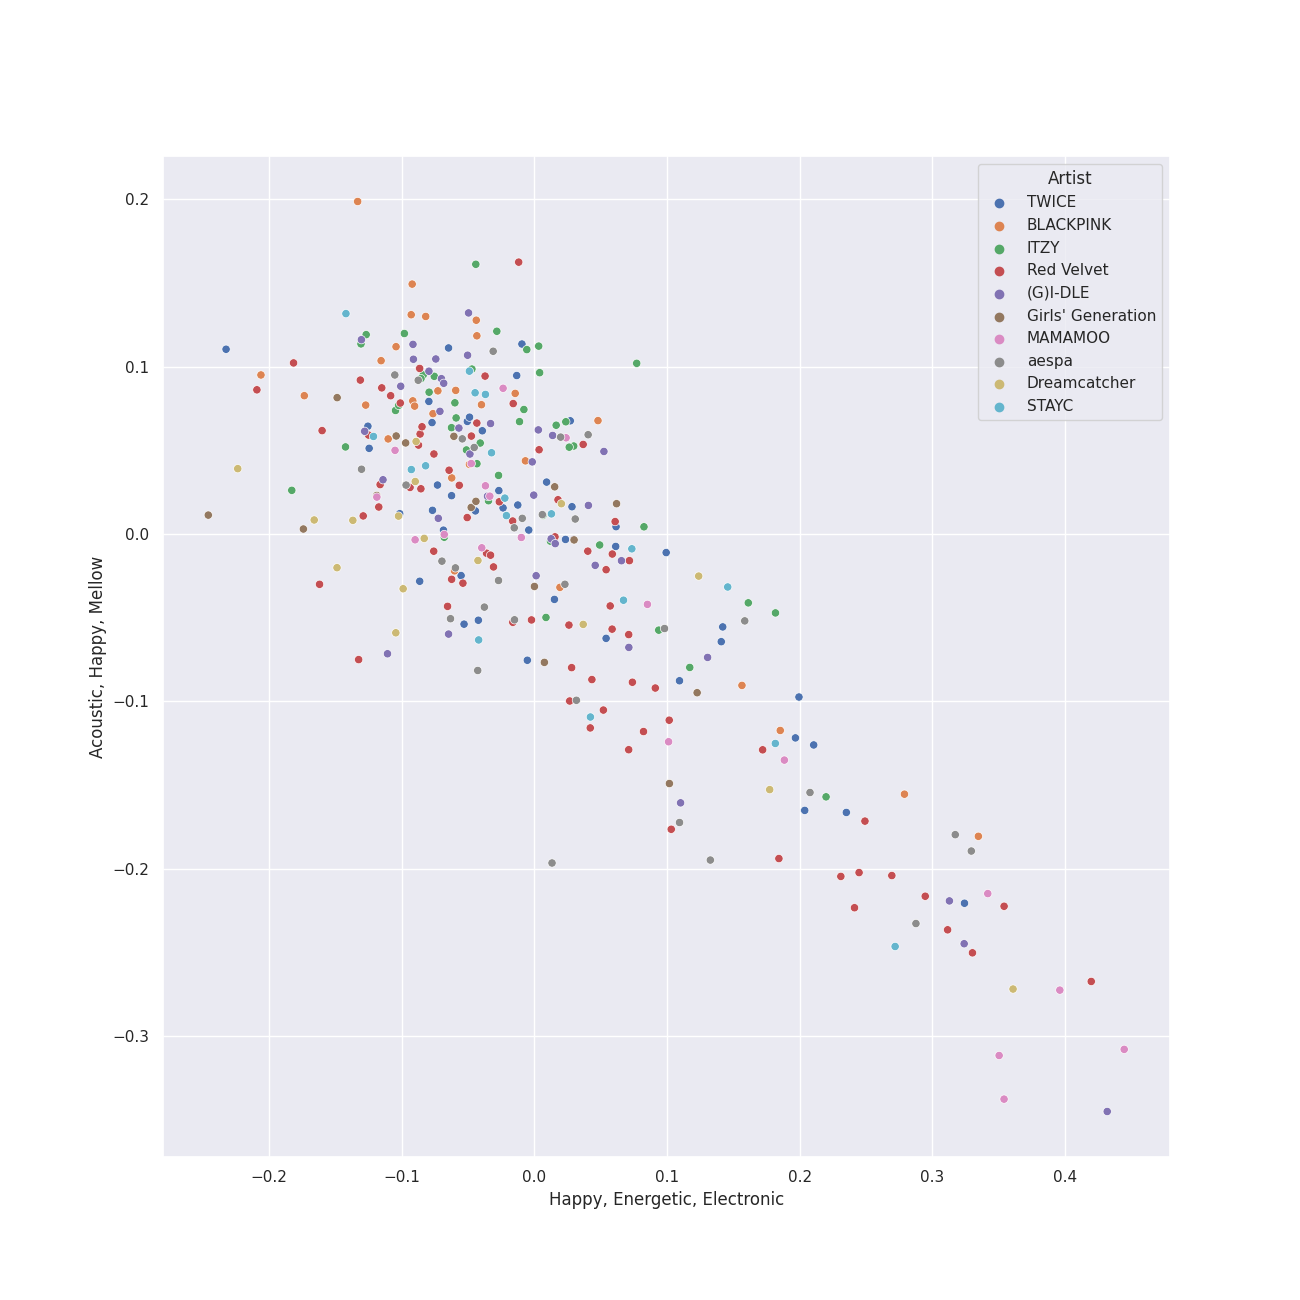 Artist
TWICE
BLACKPINK
ITZY
Red Velvet
(G)I-DLE
Girls' Generation
MAMAMOO
aespa
Dreamcatcher
STAYC
0.2
0.1
0.0
−0.1
−0.2
−0.3
Acoustic, Happy, Mellow
−0.2 −0.1 0.0 0.1 0.2 0.3 0.4
Happy, Energetic, Electronic